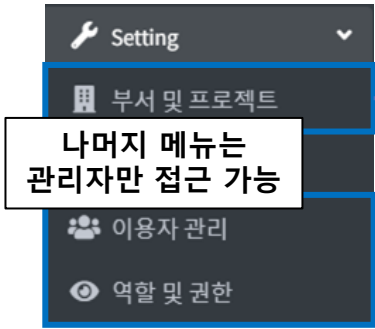 Setting
부서 및 프로젝트
나머지 메뉴는
관리자만 접근 가능
이용자 관리
역할 및 권한